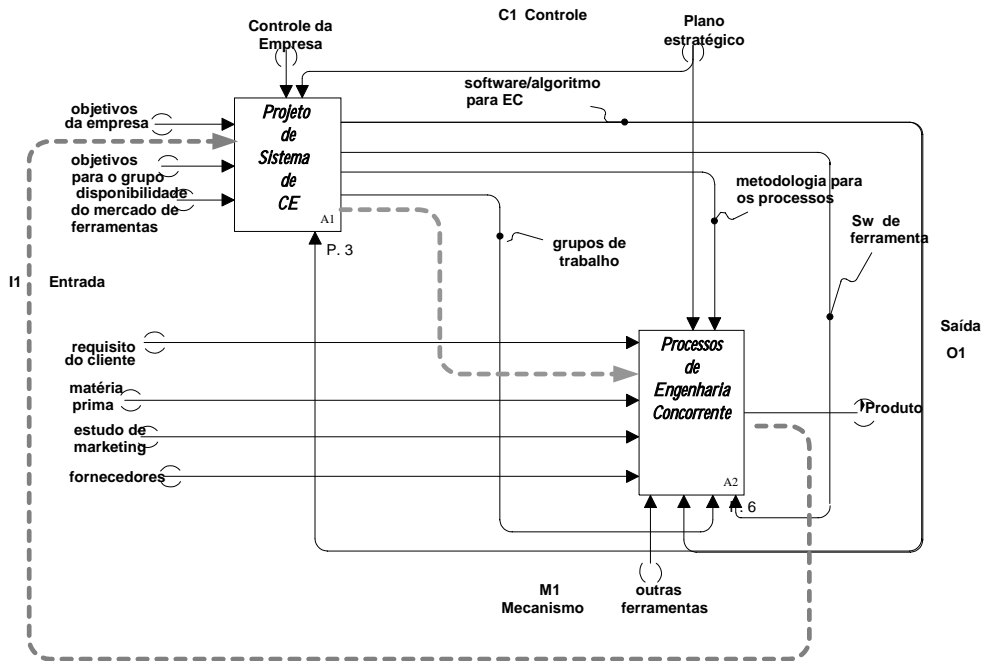 C1 Controle
Controle da
Empresa
Plano
estratégico
software/algoritmo
para EC
objetivos
da empresa
Projeto
de
Sistema
de
CE
A1
P. 3
objetivos
para o grupo
disponibilidade
do mercado de
ferramentas
metodologia para
os processos
Sw de
ferramenta
grupos de
trabalho
I1 Entrada
Saída
O1
requisito
do cliente
Processos
de
Engenharia
Concorrente
A2
P. 6
matéria
prima
Produto
estudo de
marketing
fornecedores
M1
Mecanismo
outras
ferramentas